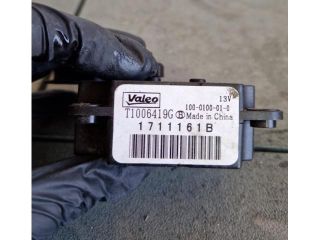 Valeo
13V
100-0100-01-0
T1006419G Ⓑ Made in China
1711161B